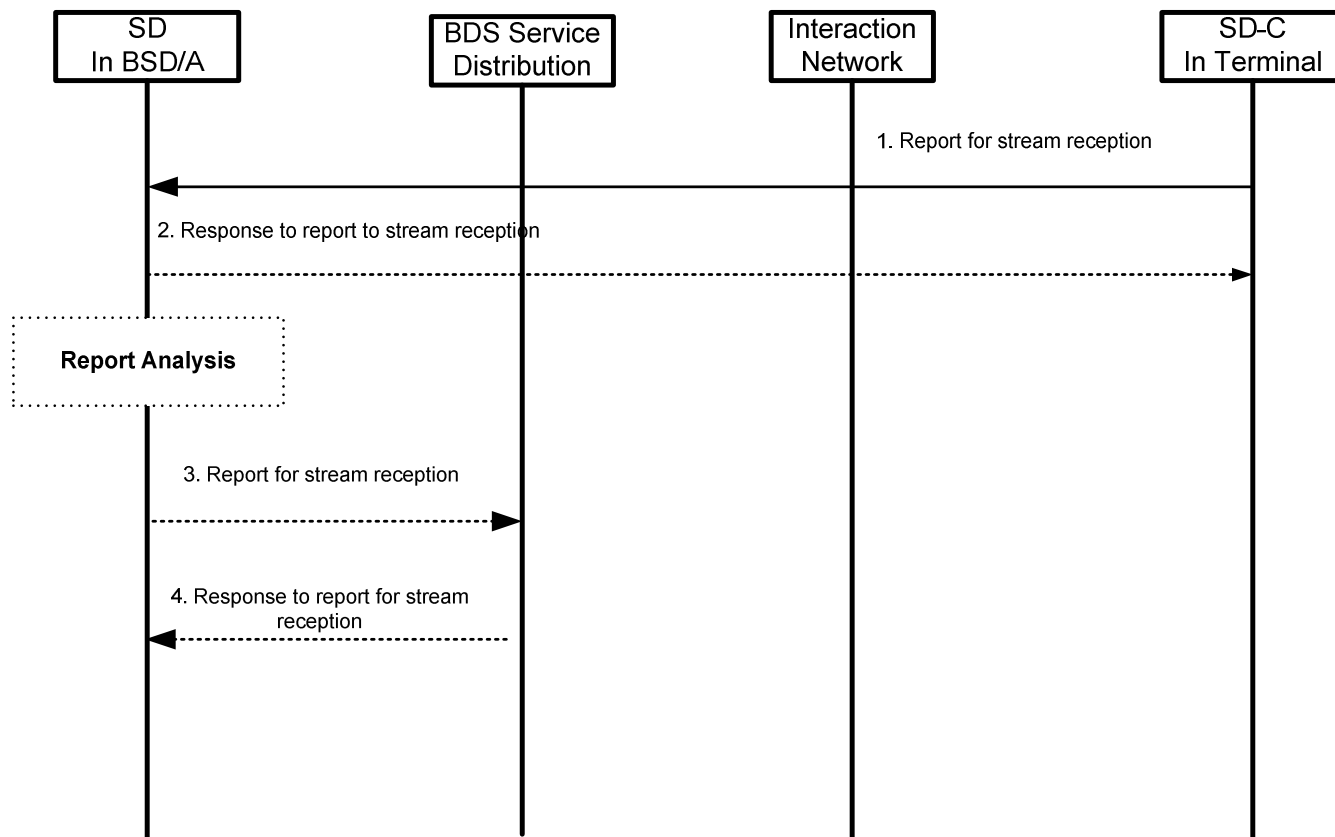 SD
In BSD/A
BDS Service
Distribution
Interaction
Network
SD-C
In Terminal
1. Report for stream reception
2. Response to report to stream reception
Report Analysis
3. Report for stream reception
4. Response to report for stream
reception